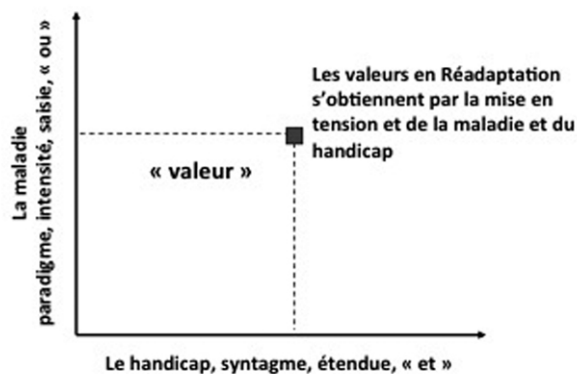 La maladie
paradigme, intensité, saisie, « ou »
Les valeurs en Réadaptation
s’obtiennent par la mise en
tension et de la maladie et du
handicap
« valeur »
Le handicap, syntagme, étendue, « et »